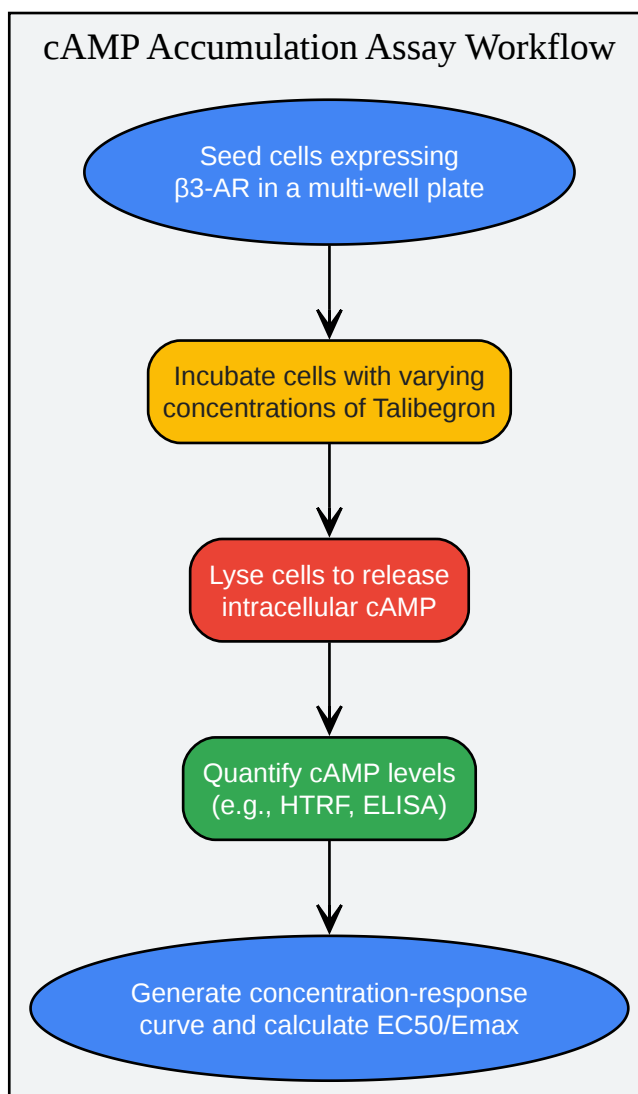 cAMP Accumulation Assay Workflow
Seed cells expressing
β3-AR in a multi-well plate
Incubate cells with varying
concentrations of Talibegron
Lyse cells to release
intracellular cAMP
Quantify cAMP levels
(e.g., HTRF, ELISA)
Generate concentration-response
curve and calculate EC50/Emax